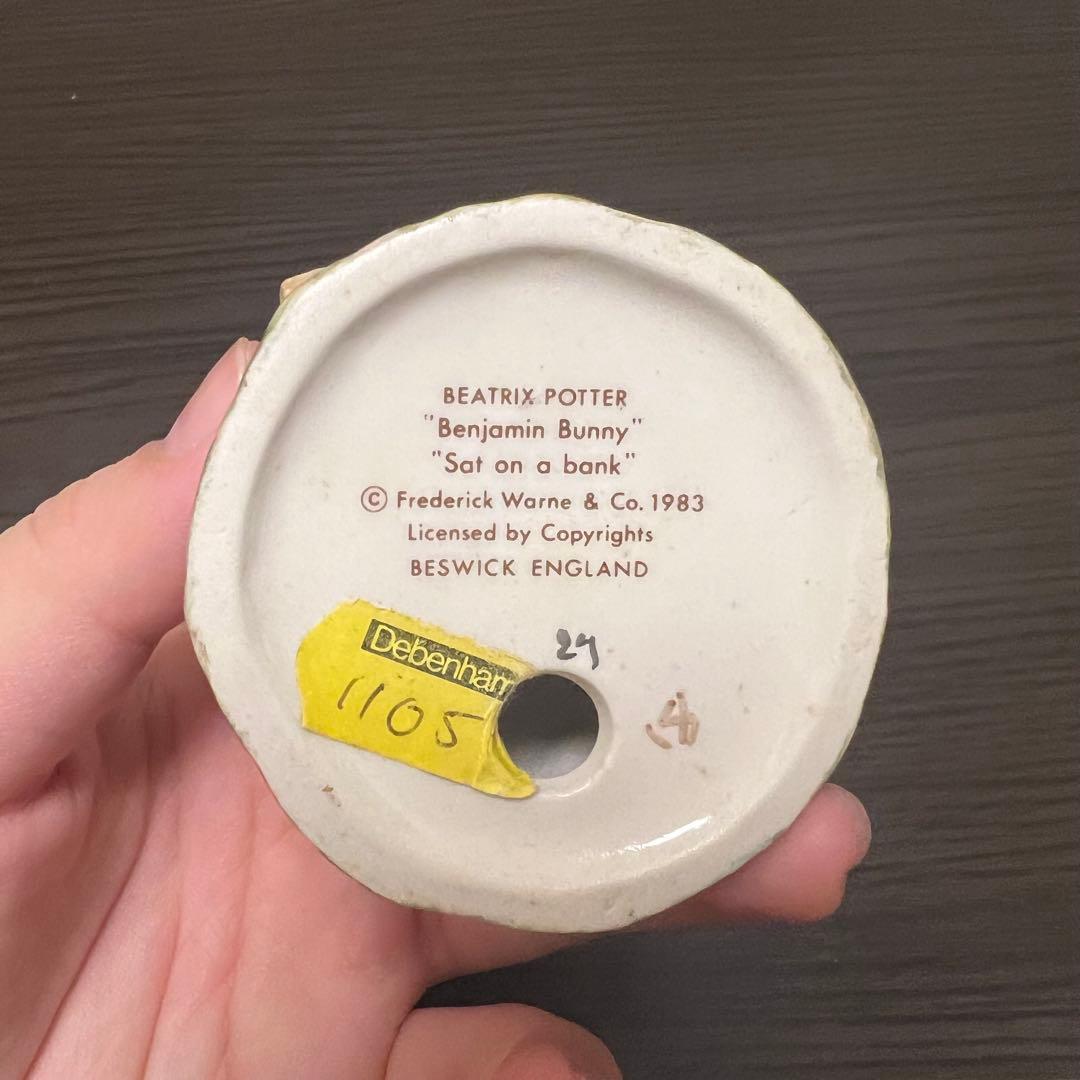 BEATRIX POTTER
"Benjamin Bunny"
"Sat on a bank"
© Frederick Warne & Co. 1983
Licensed by Copyrights
BESWICK ENGLAND
Debenham
1105